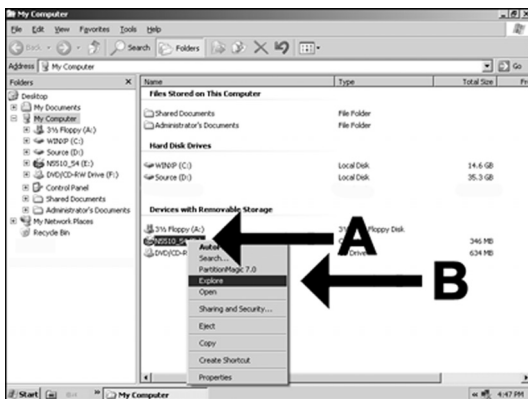 My Computer
File Edit View Favorites Tools Help
Back Search Folders
Address My Computer Go
Folders
Name Type Total Size
Desktop
My Documents
My Computer
3½ Floppy (A:)
WINXP (C:)
Source (D:)
NS510_S4 (E:)
DVD/CD-RW Drive (F:)
Control Panel
Shared Documents
Administrator's Documents
My Network Places
Recycle Bin
Files Stored on This Computer
Shared Documents File Folder
Administrator's Documents File Folder
Hard Disk Drives
WINXP (C:) Local Disk 14.6 GB
Source (D:) Local Disk 35.3 GB
Devices with Removable Storage
3½ Floppy (A:) Floppy Disk
NS510_S4 346 MB
634 MB
A
Search...
PartitionMagic 7.0
Explore
B
Open
Sharing and Security...
Eject
Copy
Create Shortcut
Properties
Start My Computer 4:47 PM